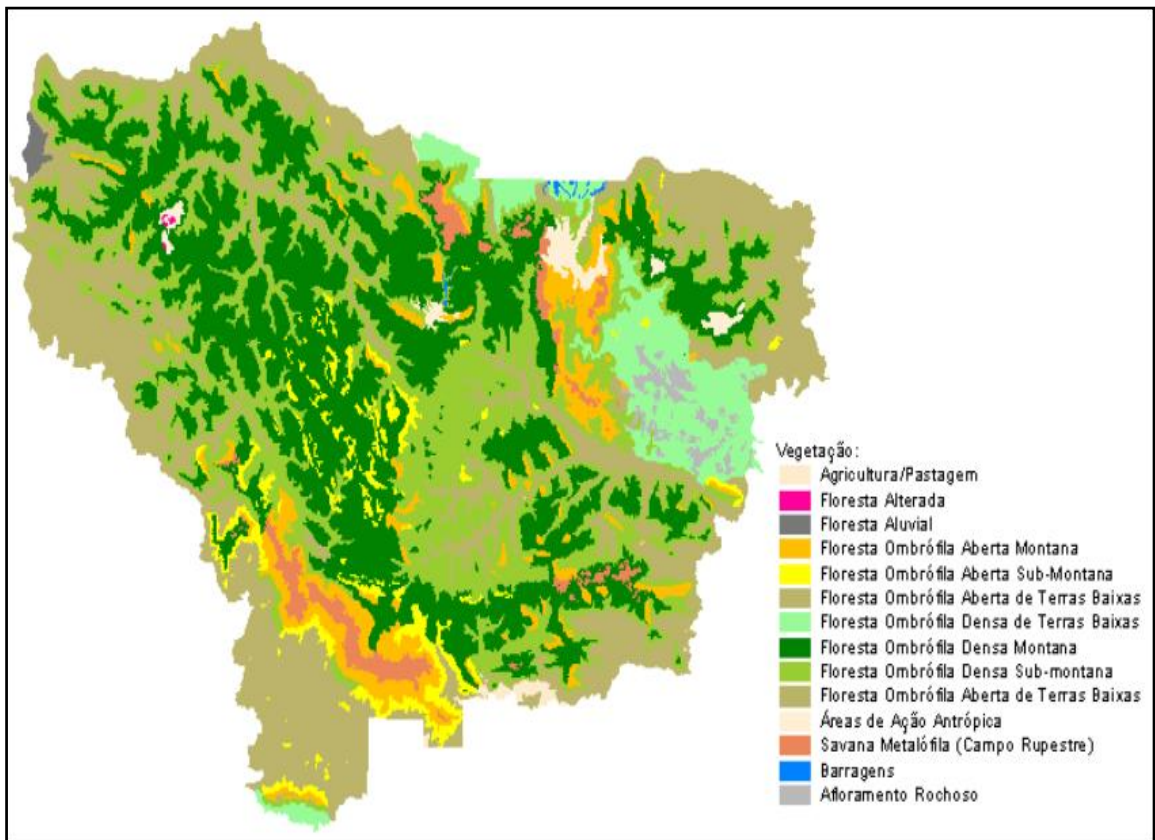 Vegetação:
Agricultura/Pastagem
Floresta Alterada
Floresta Aluvial
Floresta Ombrófila Aberta Montana
Floresta Ombrófila Aberta Sub-Montana
Floresta Ombrófila Aberta de Terras Baixas
Floresta Ombrófila Densa de Terras Baixas
Floresta Ombrófila Densa Montana
Floresta Ombrófila Densa Sub-montana
Floresta Ombrófila Aberta de Terras Baixas
Áreas de Ação Antrópica
Savana Metalófila (Campo Rupestre)
Barragens
Afloramento Rochoso